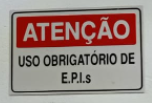 ATENÇÃO
USO OBRIGATÓRIO DE
E.P.I.s